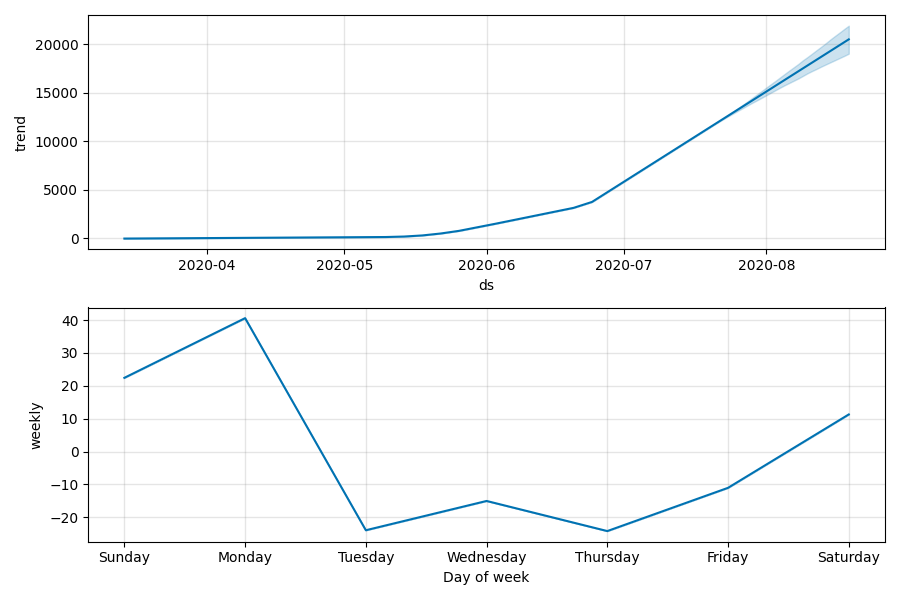 20000
15000
10000
5000
0
trend
2020-04 2020-05 2020-06 2020-07 2020-08
ds
40
30
20
10
0
−10
−20
weekly
Sunday Monday Tuesday Wednesday Thursday Friday Saturday
Day of week